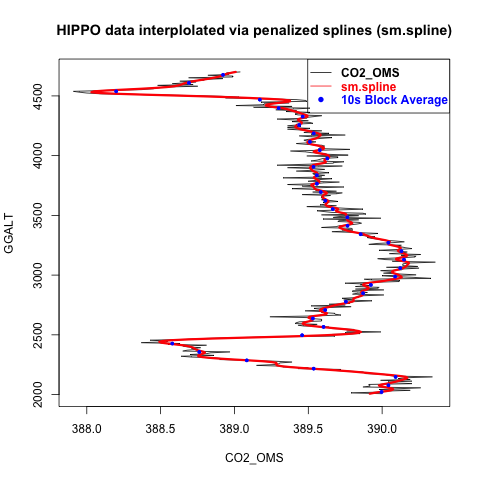 HIPPO data interplolated via penalized splines (sm.spline)
CO2_OMS
sm.spline
10s Block Average
4500
4000
3500
3000
2500
2000
GGALT
388.0 388.5 389.0 389.5 390.0
CO2_OMS